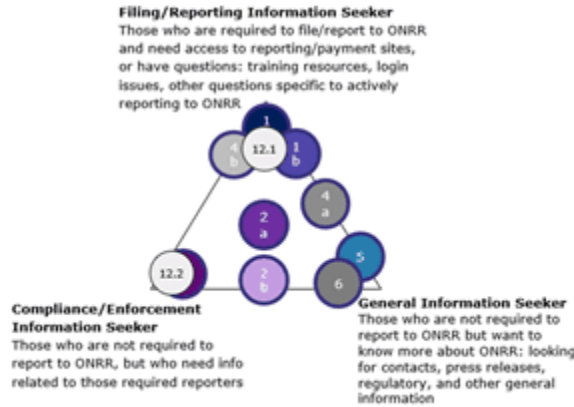 Filing/Reporting Information Seeker
Those who are required to file/report to ONRR
and need access to reporting/payment sites,
or have questions: training resources, login
issues, other questions specific to actively
reporting to ONRR
1
4
b
12.1
1
b
4
a
2
a
5
12.2
2
b
6
Compliance/Enforcement
Information Seeker
Those who are not required to
report to ONRR, but who need info
related to those required reporters
General Information Seeker
Those who are not required to
report to ONRR but want to
know more about ONRR: looking
for contacts, press releases,
regulatory, and other general
information